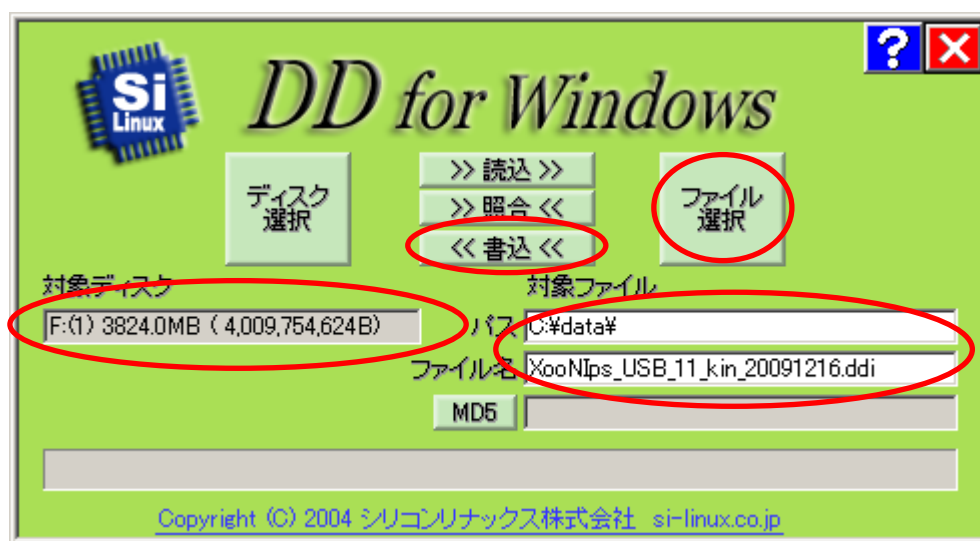 Si
Linux
DD for Windows
?
ディスク
選択
>> 読込 >>
>> 照合 <<
<< 書込 <<
ファイル
選択
対象ディスク
対象ファイル
F:(1) 3824.0MB ( 4,009,754,624B)
パス
C:¥data¥
ファイル名
XooNIps_USB_11_kin_20091216.ddi
MD5
Copyright (C) 2004 シリコンリナックス株式会社 si-linux.co.jp